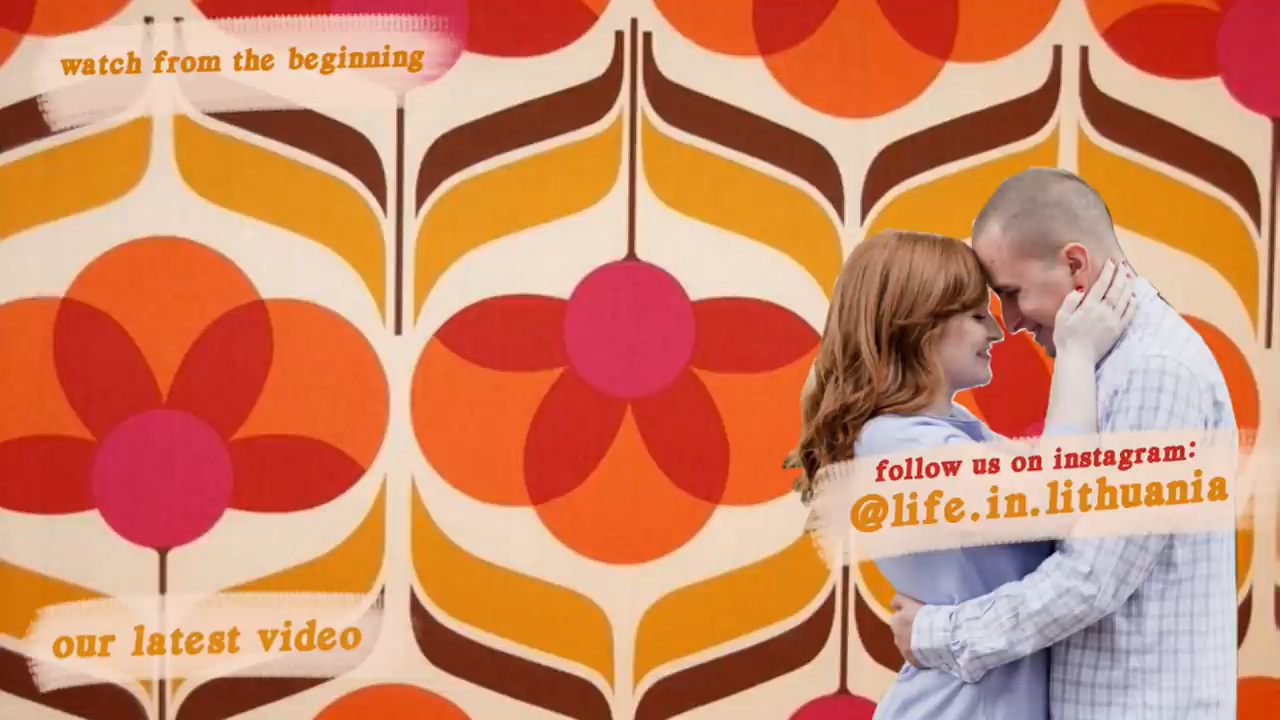 watch from the beginning
follow us on instagram:
@life.in.lithuania
our latest video